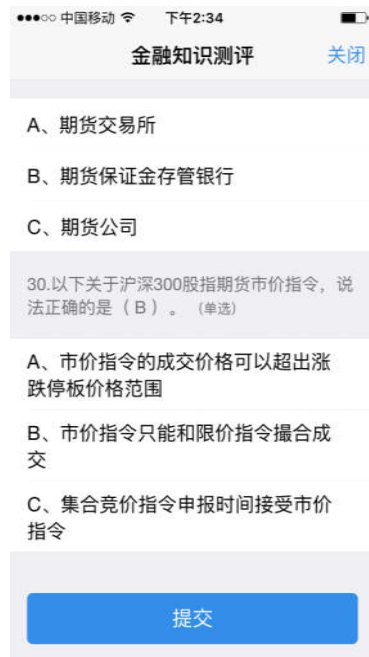 中国移动 下午2:34
金融知识测评 关闭
A、期货交易所
B、期货保证金存管银行
C、期货公司
30.以下关于沪深300股指期货市价指令，说
法正确的是（B）。（单选）
A、市价指令的成交价格可以超出涨
跌停板价格范围
B、市价指令只能和限价指令撮合成
交
C、集合竞价指令申报时间接受市价
指令
提交